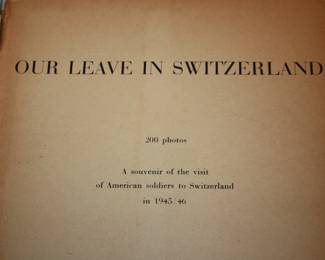 OUR LEAVE IN SWITZERLAND
200 photos
A souvenir of the visit
of American soldiers to Switzerland
in 1945/46